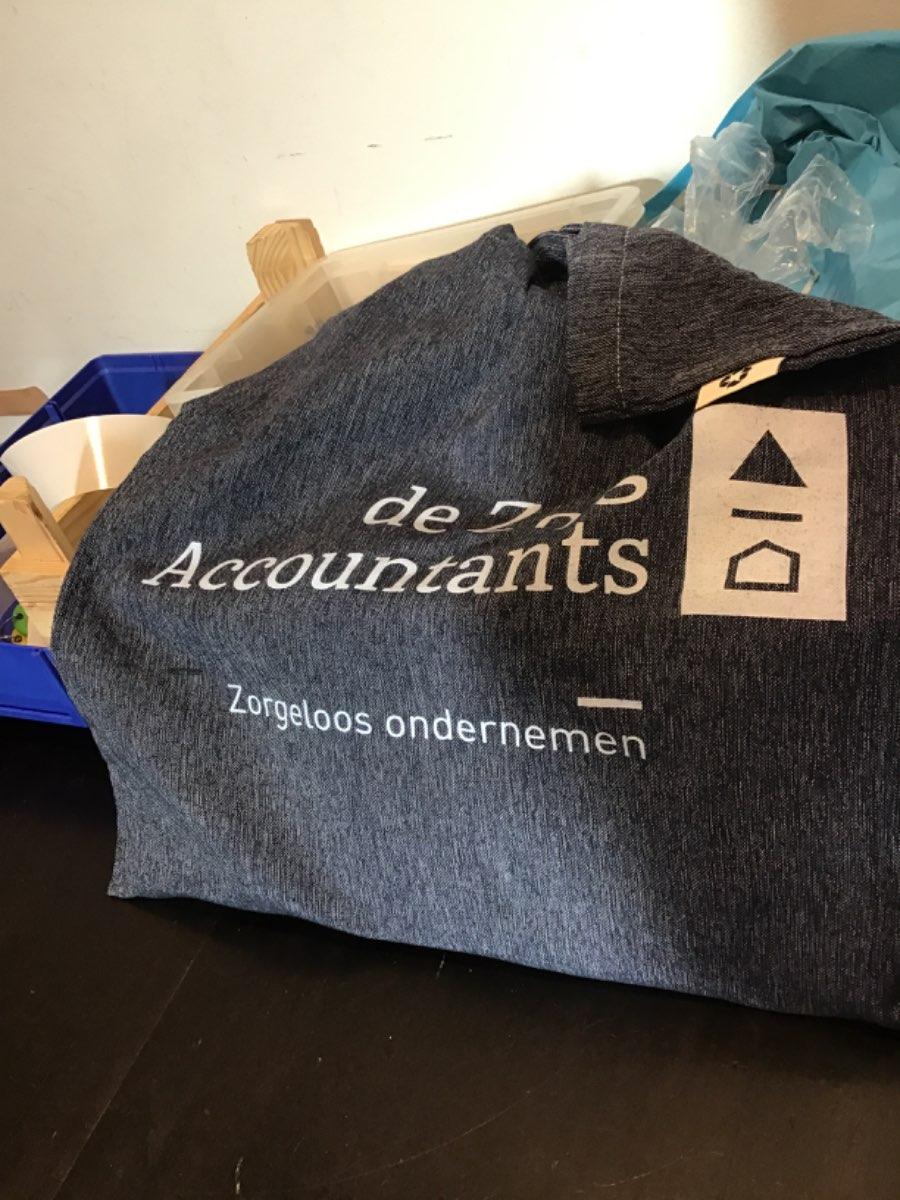 de
Accountants
Zorgeloos ondernemen